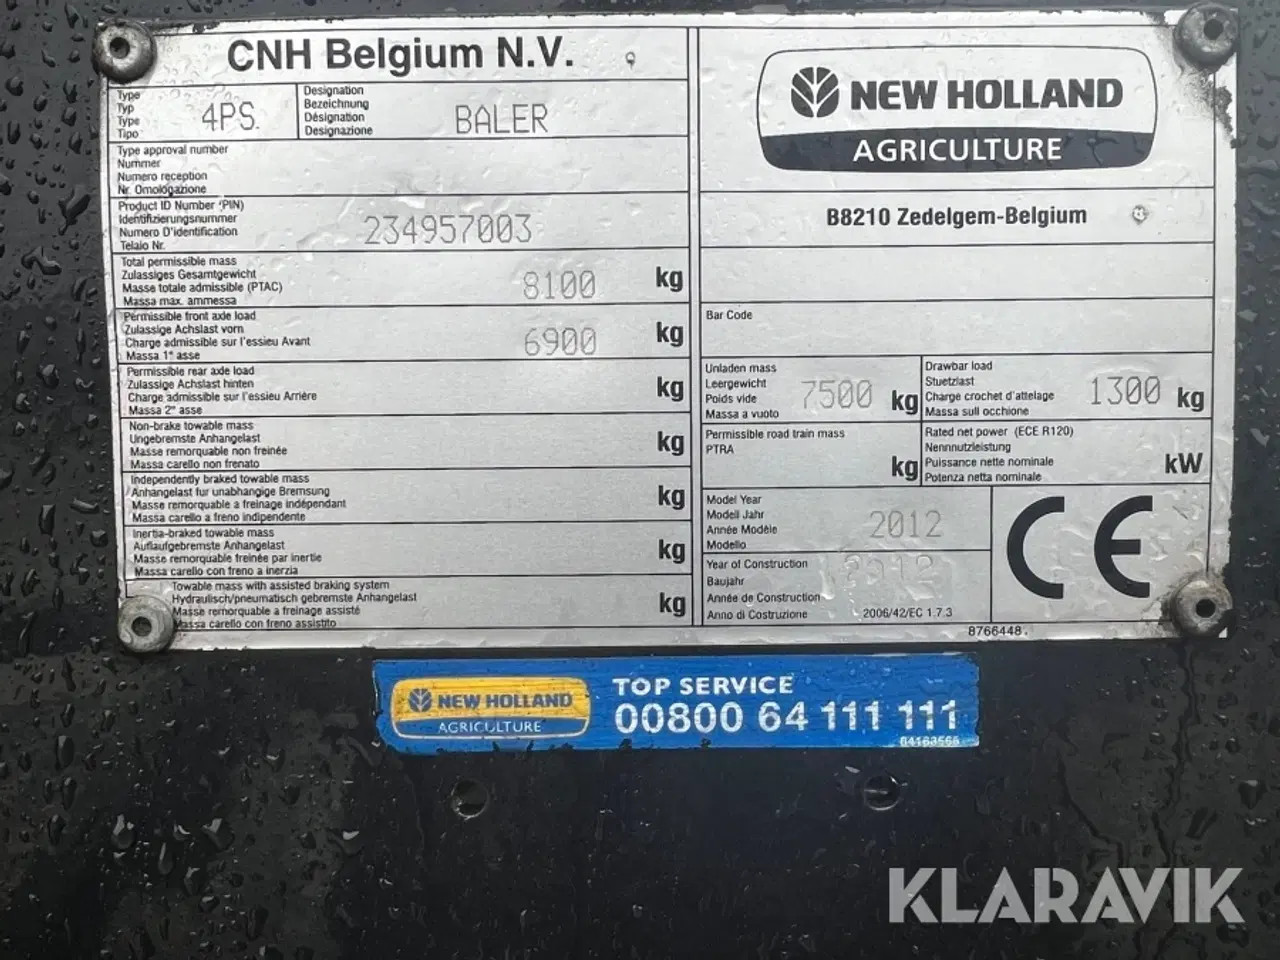 CNH Belgium N.V.
Type
Typ
Type
Tipo
4PS.
Designation
Bezeichnung
Désignation
Designazione
BALER
Type approval number
Nummer
Numero reception
Nr. Omologazione
Product ID Number (PIN)
Identifizierungsnummer
Numero D'identification
Telaio Nr.
234957003
Total permissible mass
Zulassiges Gesamtgewicht
Masse totale admissible (PTAC)
Massa max. ammessa
8100 kg
Permissible front axle load
Zulassige Achslast vorn
Charge admissible sur l'essieu Avant
Massa 1° asse
6900 kg
Permissible rear axle load
Zulassige Achslast hinten
Charge admissible sur l'essieu Arriére
Massa 2° asse
kg
Non-brake towable mass
Ungebremste Anhangelast
Masse remorquable non freinée
Massa carello non frenato
kg
Independently braked towable mass
Anhangelast fur unabhangige Bremsung
Masse remorquable a freinage indépendant
Massa carello a freno indipendente
kg
Inertia-braked towable mass
Auflaufgebremste Anhangelast
Masse remorquable freinée par inertie
Massa carello con freno a inerzia
kg
Towable mass with assisted braking system
Hydraulisch/pneumatisch gebremste Anhangelast
Masse remorquable a freinage assisté
Massa carello con freno assistito
kg
NEW HOLLAND
AGRICULTURE
B8210 Zedelgem-Belgium
Bar Code
Unladen mass
Leergewicht
Poids vide
Massa a vuoto
7500 kg
Drawbar load
Stuetzlast
Charge crochet d'attelage
Massa sull occhione
1300 kg
Permissible road train mass
PTRA
kg
Rated net power (ECE R120)
Nennnutzleistung
Puissance nette nominale
Potenza netta nominale
kW
Model Year
Modell Jahr
Année Modèle
Modello
2012
Year of Construction
Baujahr
Année de Construction
Anno di Costruzione
2006/42/EC 1.7.3
CE
8766448.
NEW HOLLAND
AGRICULTURE
TOP SERVICE
00800 64 111 111
84163566
KLARAVIK